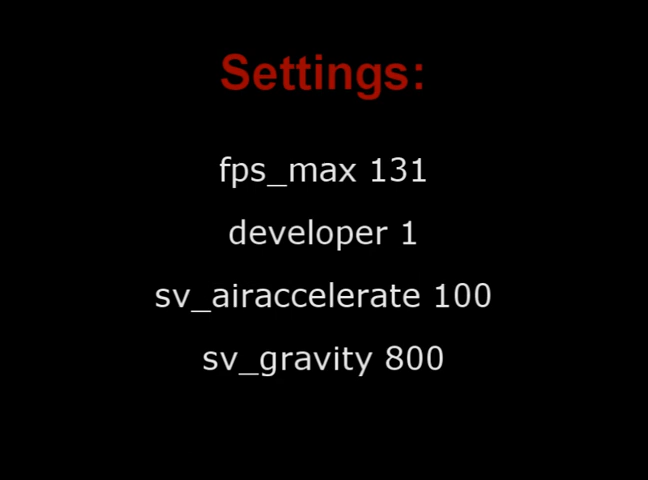 Settings:
fps_max 131
developer 1
sv_airaccelerate 100
sv_gravity 800